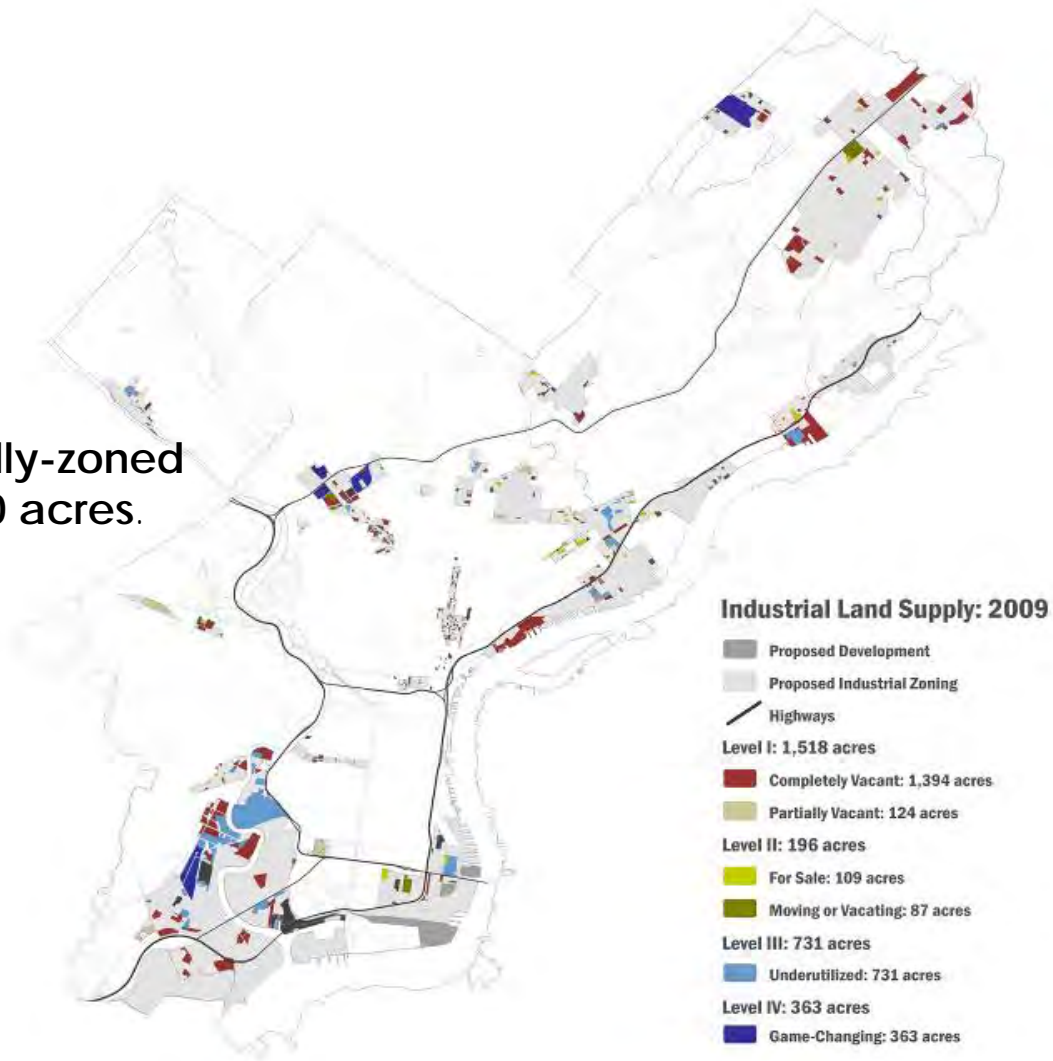 lly-zoned
0 acres.
Industrial Land Supply: 2009
Proposed Development
Proposed Industrial Zoning
Highways
Level I: 1,518 acres
Completely Vacant: 1,394 acres
Partially Vacant: 124 acres
Level II: 196 acres
For Sale: 109 acres
Moving or Vacating: 87 acres
Level III: 731 acres
Underutilized: 731 acres
Level IV: 363 acres
Game-Changing: 363 acres